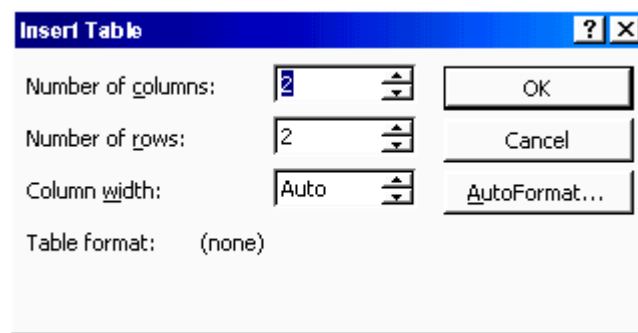 Insert Table ? X
Number of columns: 2 OK
Number of rows: 2 Cancel
Column width: Auto AutoFormat...
Table format: (none)